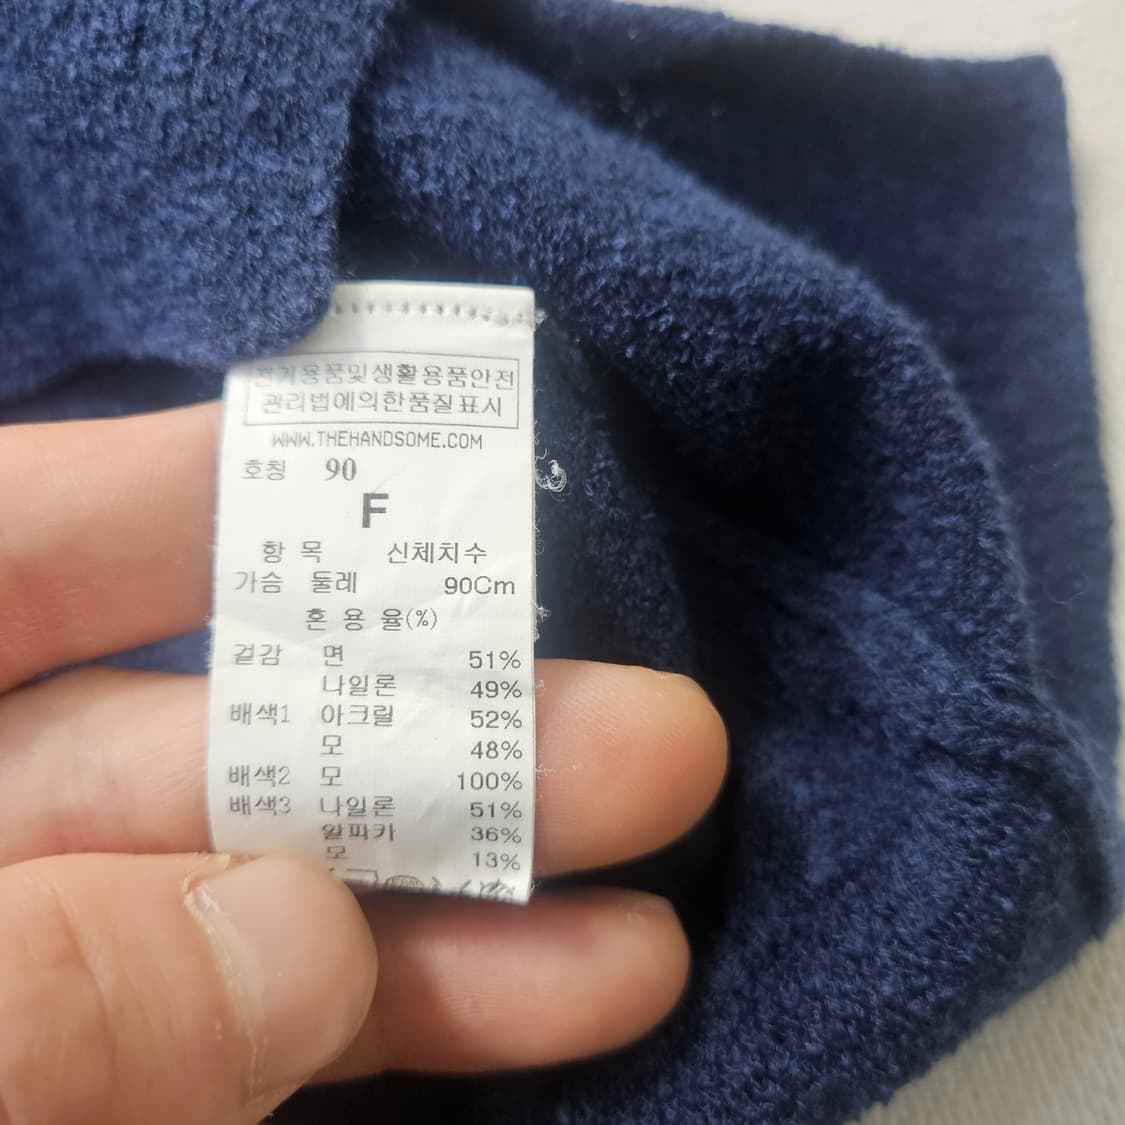 전기용품및생활용품안전
관리법에의한품질표시
WWW.THEHANDSOME.COM
호칭 90
F
항 목 신체치수
가슴 둘레 90Cm
혼 용 율(%)
겉감 면 51%
나일론 49%
배색1 아크릴 52%
모 48%
배색2 모 100%
배색3 나일론 51%
알파카 36%
모 13%